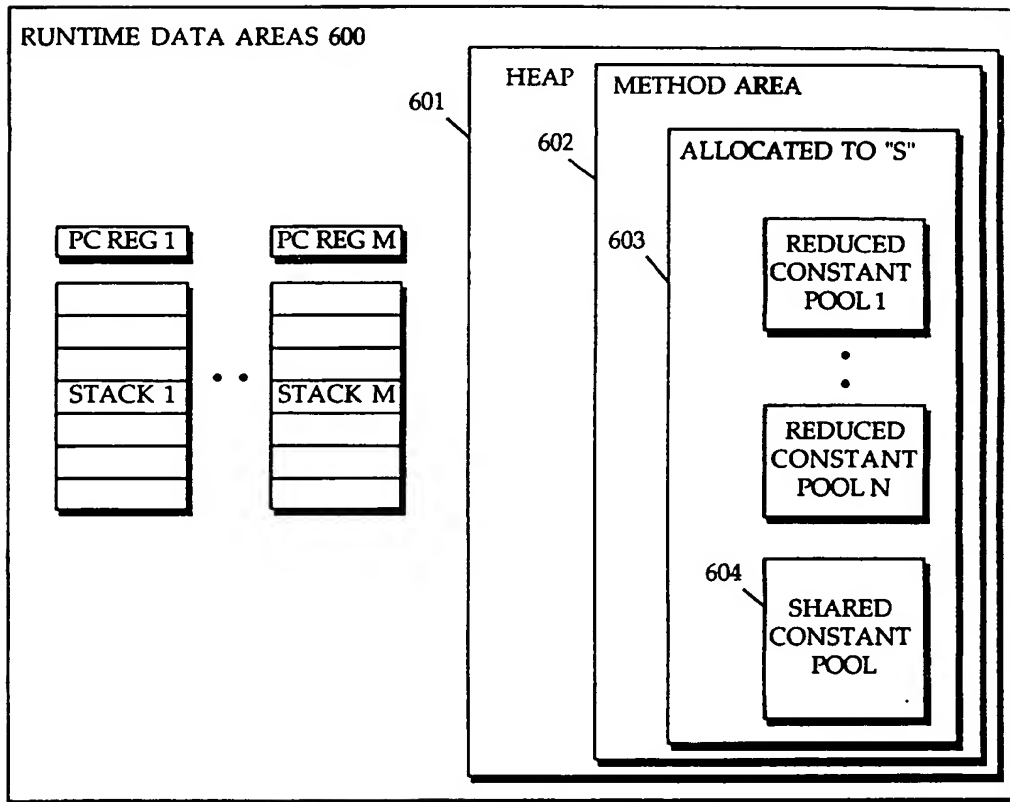 RUNTIME DATA AREAS 600
601
HEAP
602
METHOD AREA
603
ALLOCATED TO "S"
PC REG 1
PC REG M
STACK 1
STACK M
REDUCED
CONSTANT
POOL 1
REDUCED
CONSTANT
POOL N
604
SHARED
CONSTANT
POOL